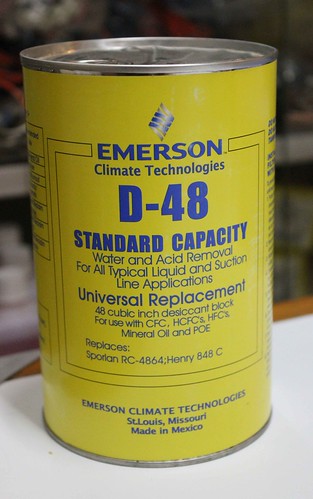 EMERSON
Climate Technologies
D-48
STANDARD CAPACITY
Water and Acid Removal
For All Typical Liquid and Suction
Line Applications
Universal Replacement
48 cubic inch desiccant block
For use with CFC, HCFC's, HFC's,
Mineral Oil and POE
Replaces:
Sporlan RC-4864;Henry 848 C
EMERSON CLIMATE TECHNOLOGIES
St.Louis, Missouri
Made in Mexico